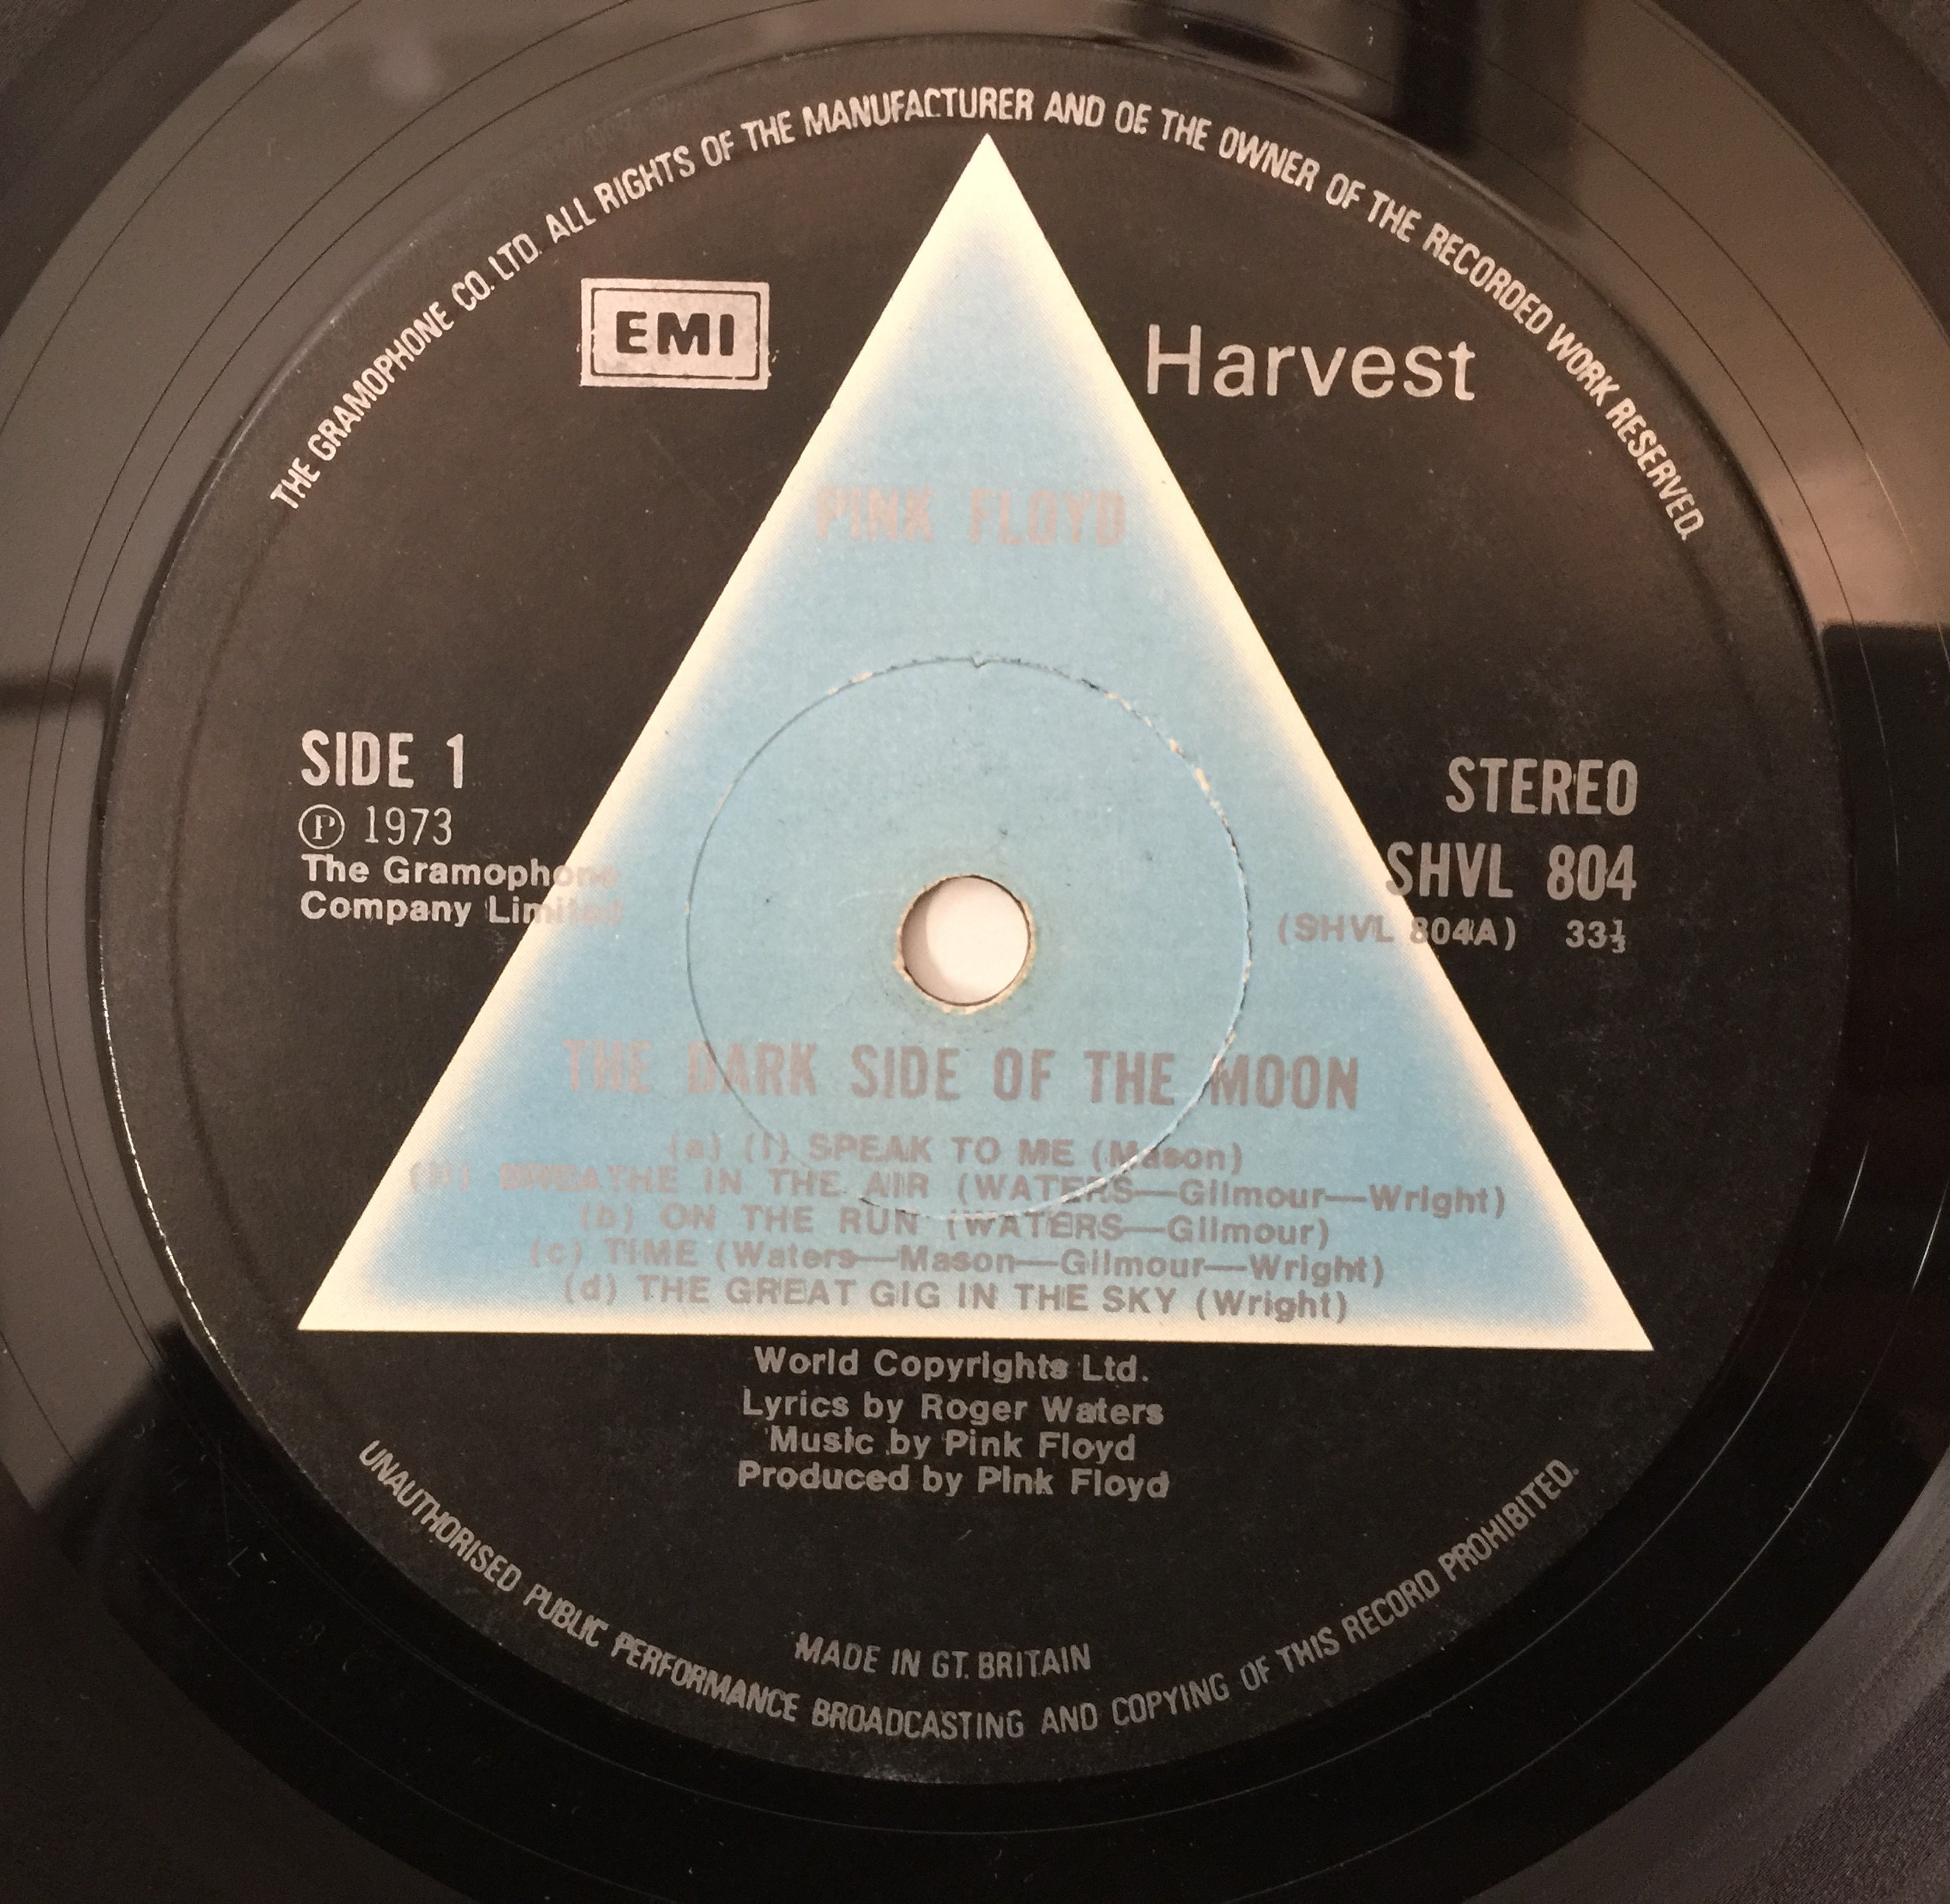 THE GRAMOPHONE CO. LTD. ALL RIGHTS OF THE MANUFACTURER AND OF THE OWNER OF THE RECORDED WORK RESERVED.
EMI
Harvest
PINK FLOYD
SIDE 1
Ⓟ 1973
The Gramophone
Company Limited
STEREO
SHVL 804
(SHVL 804A) 33⅓
THE DARK SIDE OF THE MOON
(a) (i) SPEAK TO ME (Mason)
(ii) BREATHE IN THE AIR (WATERS—Gilmour—Wright)
(b) ON THE RUN (WATERS—Gilmour)
(c) TIME (Waters—Mason—Gilmour—Wright)
(d) THE GREAT GIG IN THE SKY (Wright)
World Copyrights Ltd.
Lyrics by Roger Waters
Music by Pink Floyd
Produced by Pink Floyd
MADE IN GT. BRITAIN
UNAUTHORISED PUBLIC PERFORMANCE BROADCASTING AND COPYING OF THIS RECORD PROHIBITED.